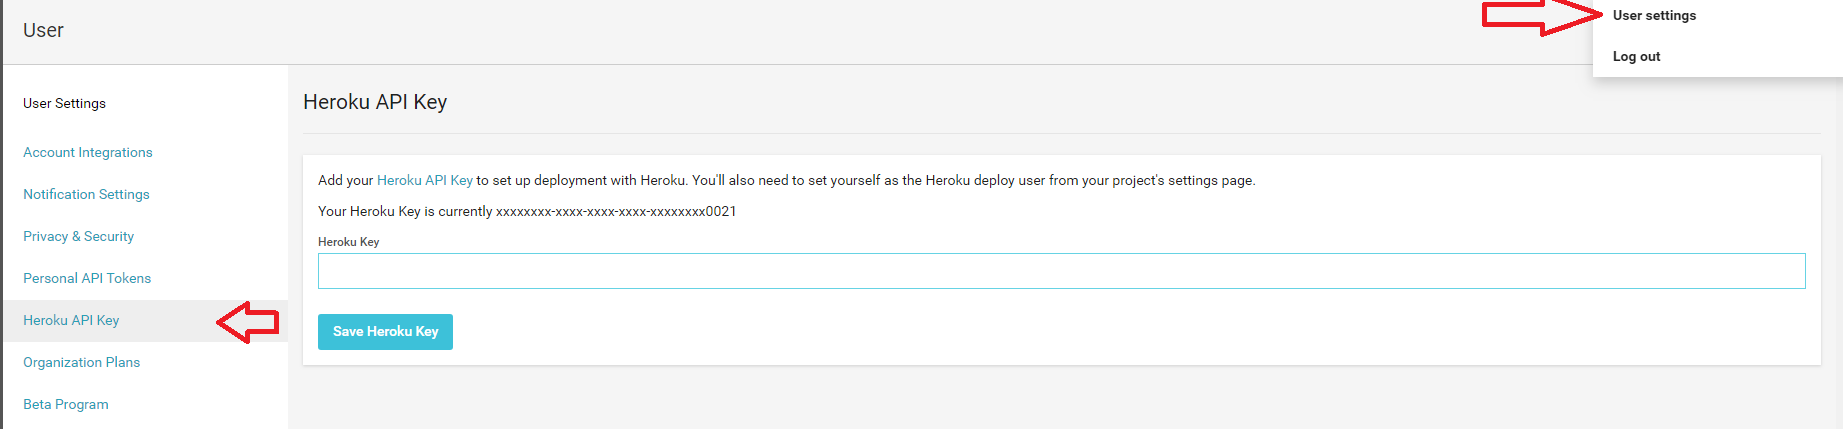 User
User settings
Log out
User Settings
Account Integrations
Notification Settings
Privacy & Security
Personal API Tokens
Heroku API Key
Organization Plans
Beta Program
Heroku API Key
Add your Heroku API Key to set up deployment with Heroku. You'll also need to set yourself as the Heroku deploy user from your project's settings page.
Your Heroku Key is currently xxxxxxxx-xxxx-xxxx-xxxx-xxxxxxxx0021
Heroku Key
Save Heroku Key